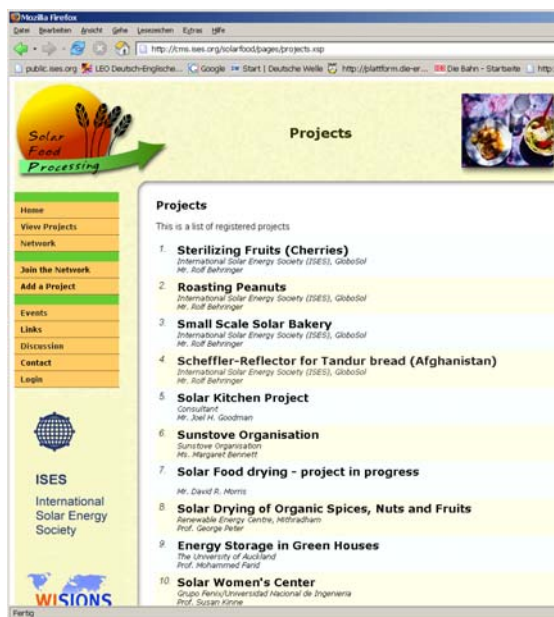 Mozilla Firefox
Datei Bearbeiten Ansicht Gehe Lesezeichen Extras Hilfe
http://cms.ises.org/solarfood/pages/projects.xsp
public.ises.org LEO Deutsch-Englische... Google Start | Deutsche Welle http://plattform.die-er... Die Bahn - Startseite http
Solar
Food
Processing
Projects
Home
View Projects
Network
Join the Network
Add a Project
Events
Links
Discussion
Contact
Login
ISES
International
Solar Energy
Society
WISIONS
Projects
This is a list of registered projects
1. Sterilizing Fruits (Cherries)
International Solar Energy Society (ISES), GloboSol
Mr. Rolf Behringer
2. Roasting Peanuts
International Solar Energy Society (ISES), GloboSol
Mr. Rolf Behringer
3. Small Scale Solar Bakery
International Solar Energy Society (ISES), GloboSol
Mr. Rolf Behringer
4. Scheffler-Reflector for Tandur bread (Afghanistan)
International Solar Energy Society (ISES), GloboSol
Mr. Rolf Behringer
5. Solar Kitchen Project
Consultant
Mr. Joel H. Goodman
6. Sunstove Organisation
Sunstove Organisation
Ms. Margaret Bennett
7. Solar Food drying - project in progress
Mr. David R. Morris
8. Solar Drying of Organic Spices, Nuts and Fruits
Renewable Energy Centre, Mithradham
Prof. George Peter
9. Energy Storage in Green Houses
The University of Auckland
Prof. Mohammed Farid
10. Solar Women's Center
Grupo Fenix/Universidad Nacional de Ingenieria
Prof. Susan Kinne
Fertig